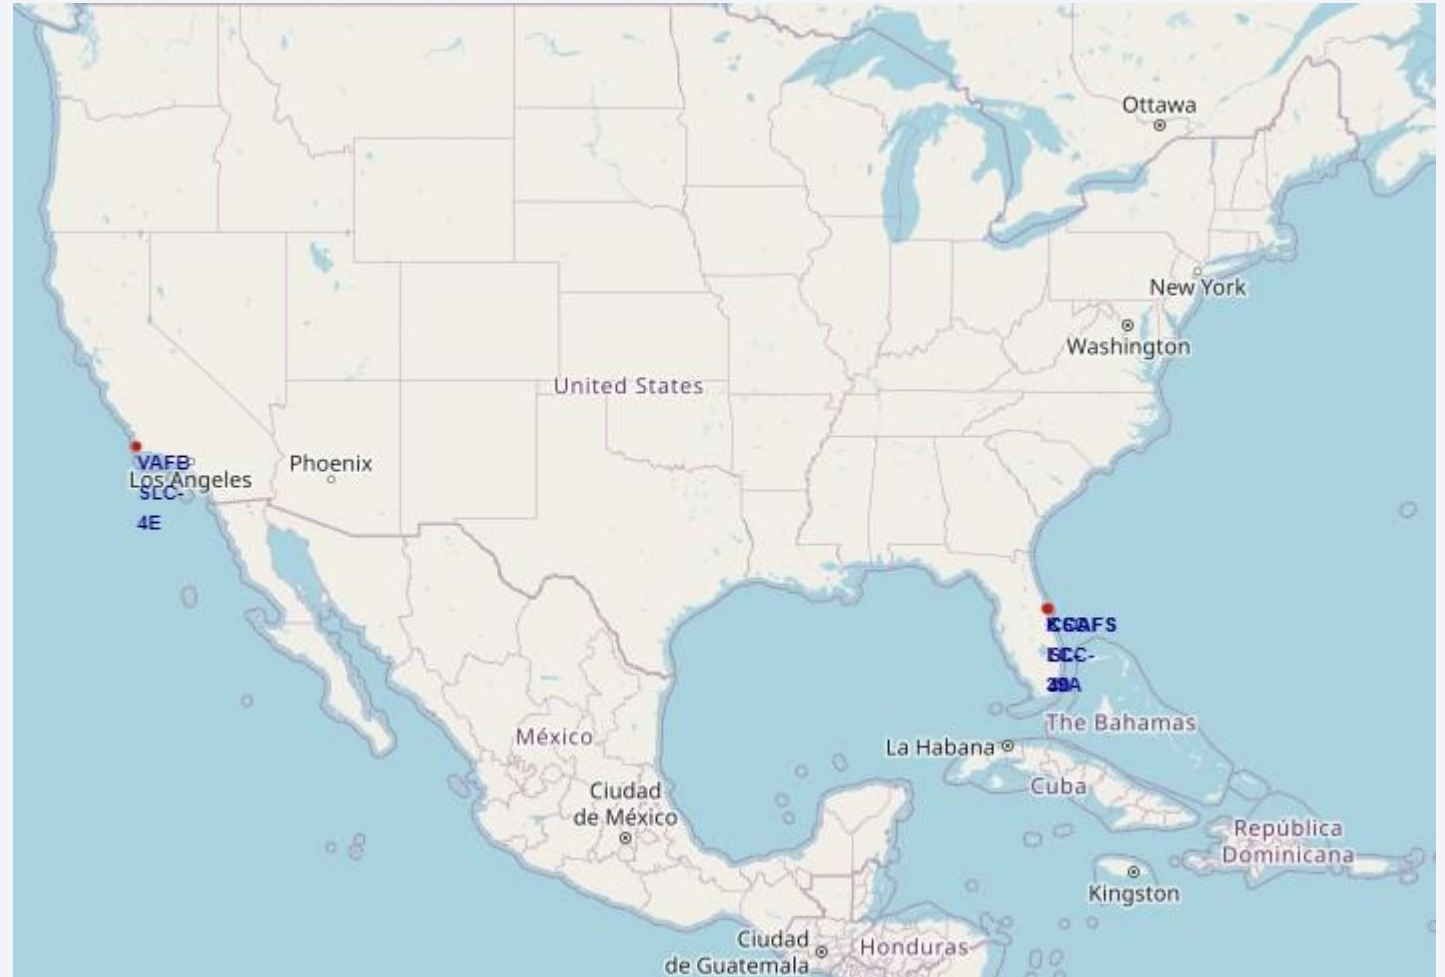 Ottawa
New York
Washington
United States
VAFB
Los Angeles
SLC-
4E
Phoenix
The Bahamas
La Habana
México
Cuba
Ciudad
de México
República
Dominicana
Kingston
Ciudad
de Guatemala
Honduras